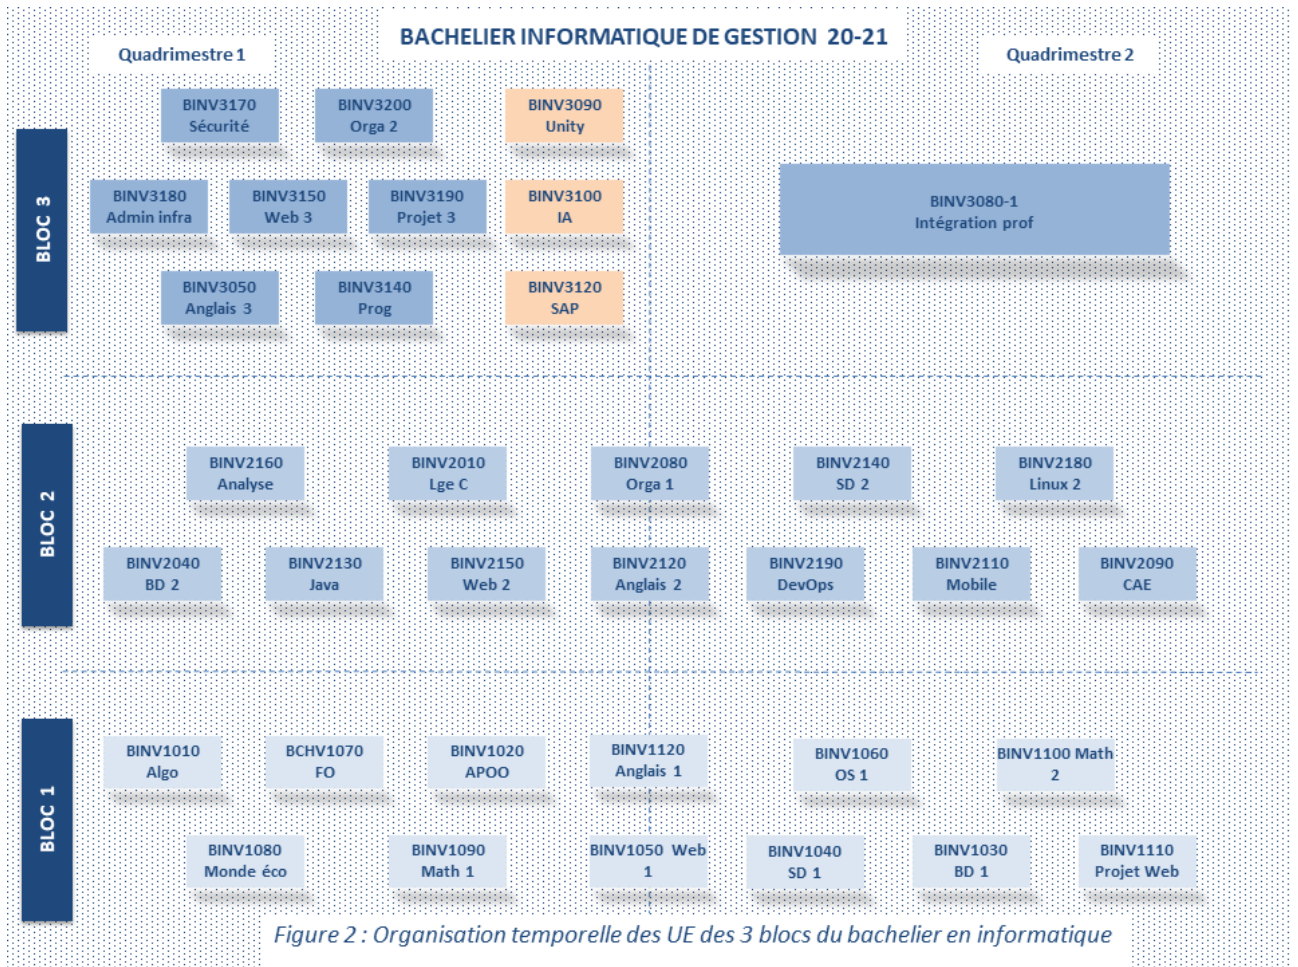 BACHELIER INFORMATIQUE DE GESTION 20-21
Quadrimestre 1
Quadrimestre 2
BLOC 3
BINV3170
Sécurité
BINV3200
Orga 2
BINV3090
Unity
BINV3180
Admin infra
BINV3150
Web 3
BINV3190
Projet 3
BINV3100
IA
BINV3080-1
Intégration prof
BINV3050
Anglais 3
BINV3140
Prog
BINV3120
SAP
BLOC 2
BINV2160
Analyse
BINV2010
Lge C
BINV2080
Orga 1
BINV2140
SD 2
BINV2180
Linux 2
BINV2040
BD 2
BINV2130
Java
BINV2150
Web 2
BINV2120
Anglais 2
BINV2190
DevOps
BINV2110
Mobile
BINV2090
CAE
BLOC 1
BINV1010
Algo
BCHV1070
FO
BINV1020
APOO
BINV1120
Anglais 1
BINV1060
OS 1
BINV1100 Math
2
BINV1080
Monde éco
BINV1090
Math 1
BINV1050 Web
1
BINV1040
SD 1
BINV1030
BD 1
BINV1110
Projet Web
Figure 2 : Organisation temporelle des UE des 3 blocs du bachelier en informatique